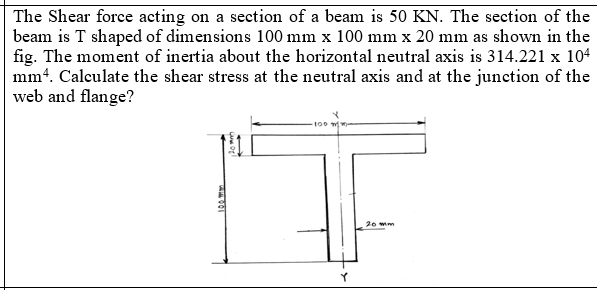 The Shear force acting on a section of a beam is 50 KN. The section of the
beam is T shaped of dimensions 100 mm x 100 mm x 20 mm as shown in the
fig. The moment of inertia about the horizontal neutral axis is 314.221 x 10⁴
mm⁴. Calculate the shear stress at the neutral axis and at the junction of the
web and flange?
Y
100 mm
20 mm
100 mm
20 mm
Y